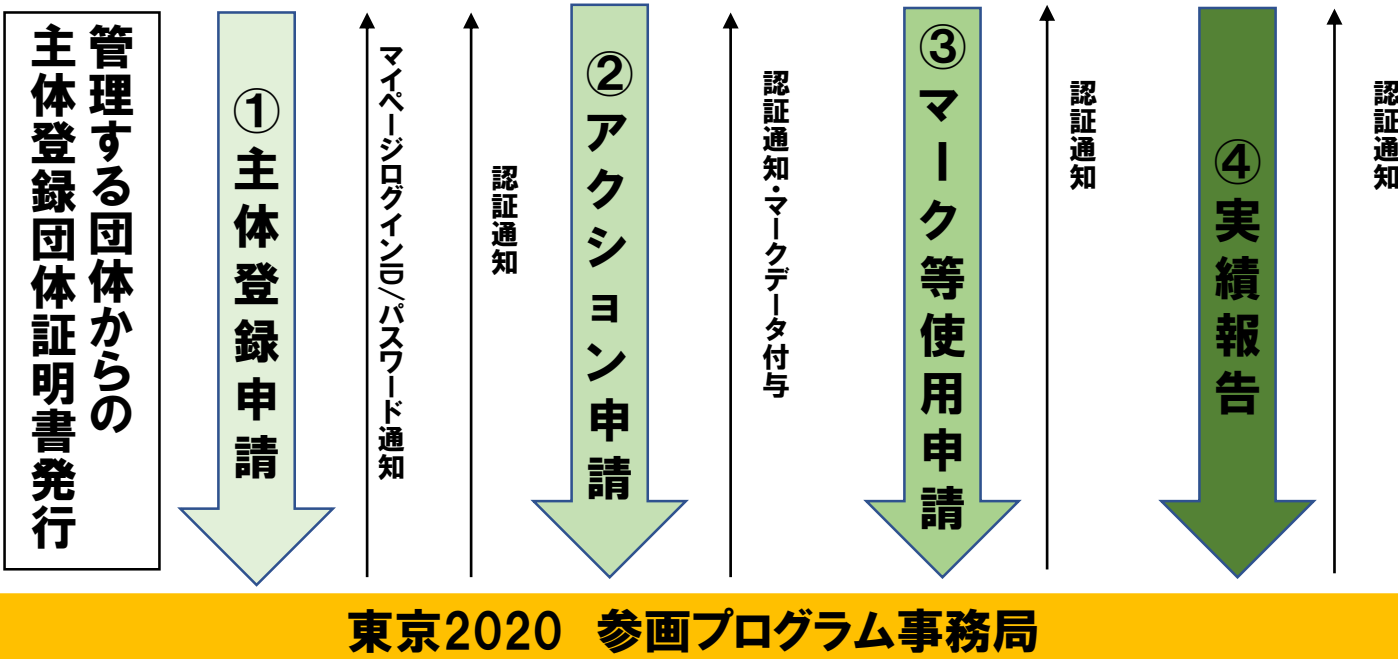 管理する団体からの
主体登録団体証明書発行
①主体登録申請
マイページログインID/パスワード通知
認証通知
②アクション申請
認証通知・マークデータ付与
③マーク等使用申請
認証通知
④実績報告
認証通知
東京2020 参画プログラム事務局